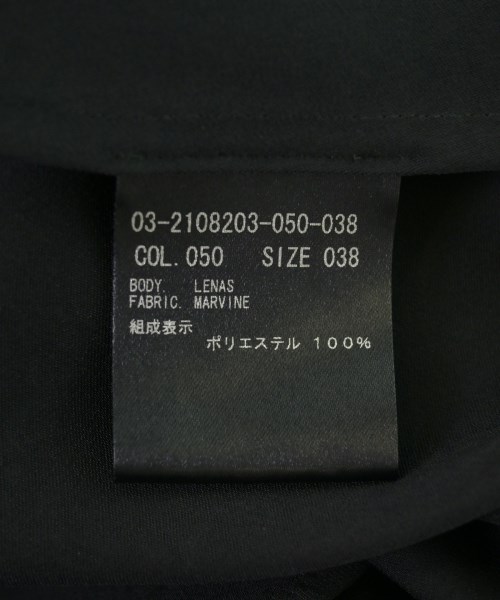 03-2108203-050-038
COL. 050 SIZE 038
BODY. LENAS
FABRIC. MARVINE
組成表示
ポリエステル 100%